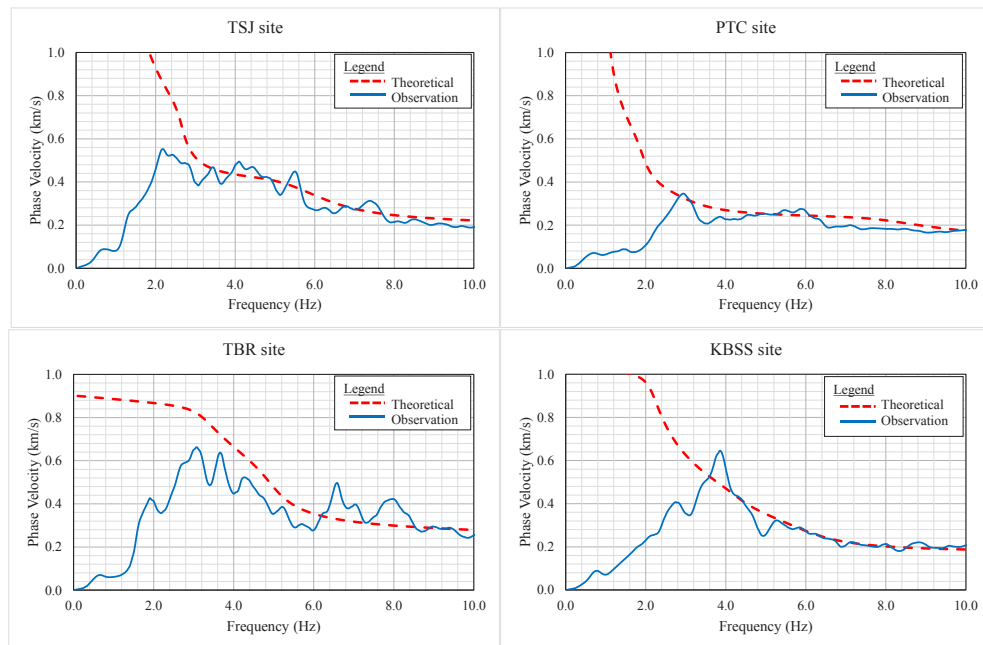 TSJ site
1.0
0.8
0.6
0.4
0.2
0.0
Phase Velocity (km/s)
Legend
Theoretical
Observation
0.0 2.0 4.0 6.0 8.0 10.0
Frequency (Hz)
PTC site
1.0
0.8
0.6
0.4
0.2
0.0
Phase Velocity (km/s)
Legend
Theoretical
Observation
0.0 2.0 4.0 6.0 8.0 10.0
Frequency (Hz)
TBR site
1.0
0.8
0.6
0.4
0.2
0.0
Phase Velocity (km/s)
Legend
Theoretical
Observation
0.0 2.0 4.0 6.0 8.0 10.0
Frequency (Hz)
KBSS site
1.0
0.8
0.6
0.4
0.2
0.0
Phase Velocity (km/s)
Legend
Theoretical
Observation
0.0 2.0 4.0 6.0 8.0 10.0
Frequency (Hz)